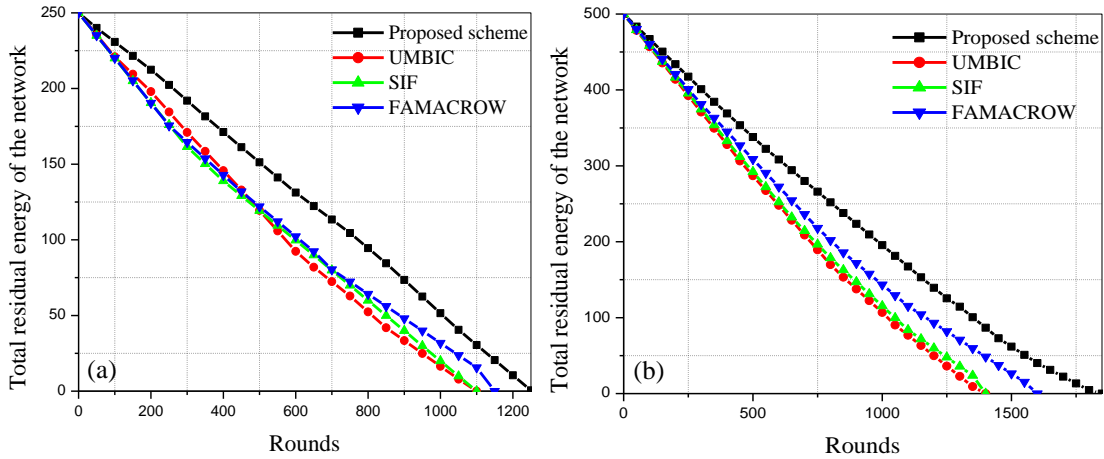 Total residual energy of the network
250
200
150
100
50
0
Proposed scheme
UMBIC
SIF
FAMACROW
(a)
0 200 400 600 800 1000 1200
Rounds
Total residual energy of the network
500
400
300
200
100
0
Proposed scheme
UMBIC
SIF
FAMACROW
(b)
0 500 1000 1500
Rounds